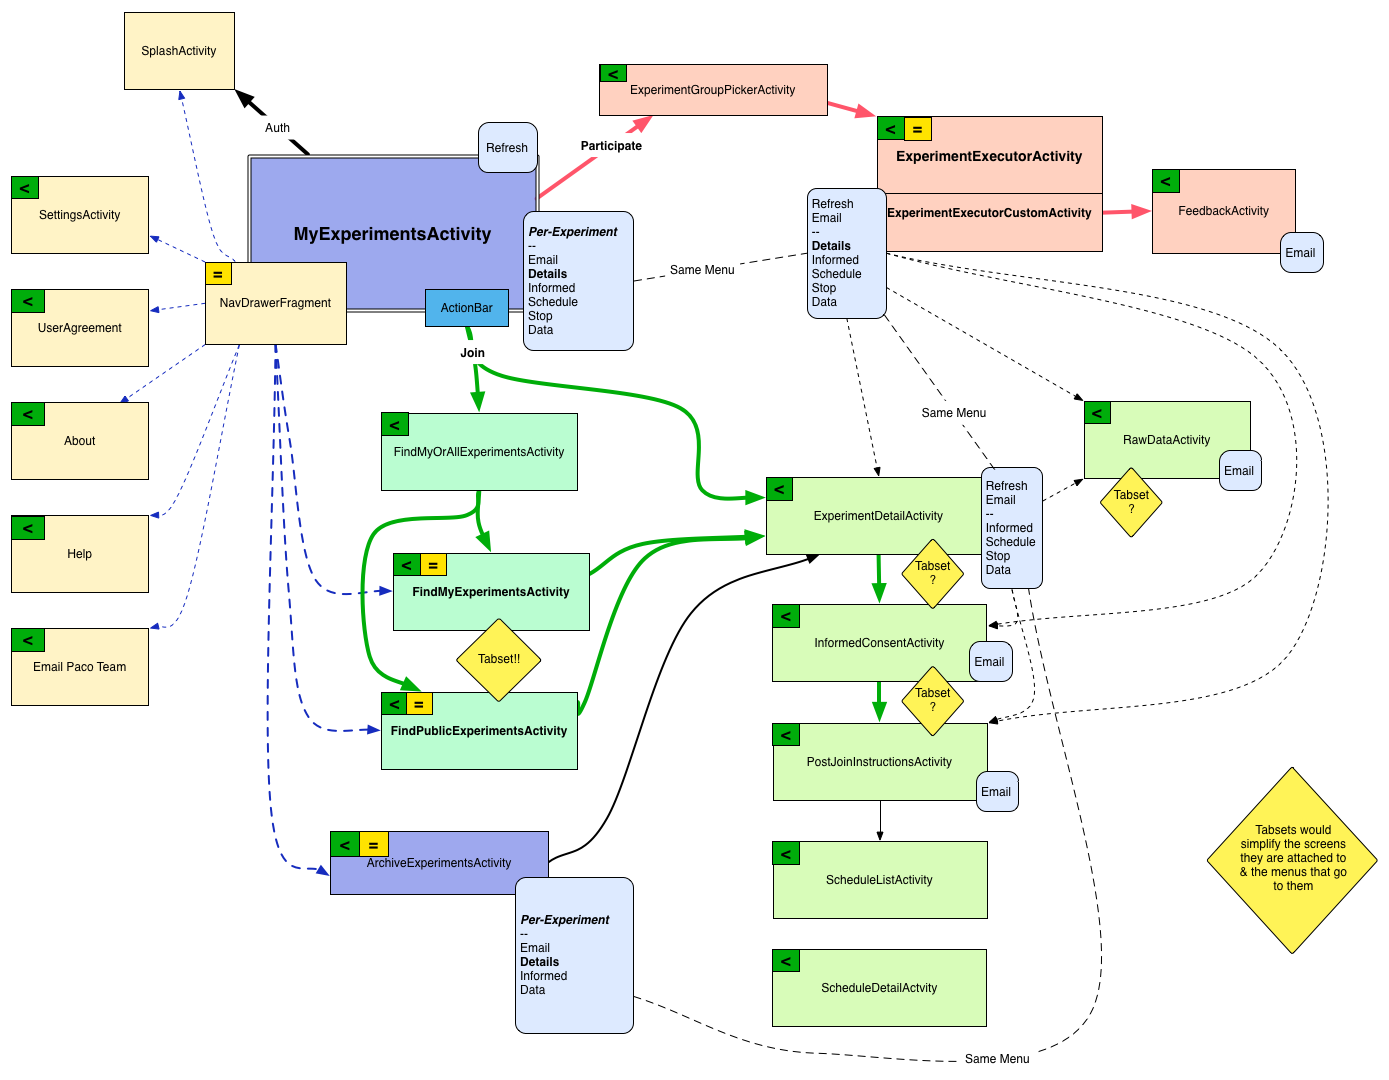 SplashActivity
Auth
Refresh
<
ExperimentGroupPickerActivity
Participate
< =
ExperimentExecutorActivity
ExperimentExecutorCustomActivity
<
FeedbackActivity
Email
<
SettingsActivity
MyExperimentsActivity
=
NavDrawerFragment
ActionBar
Per-Experiment
--
Email
Details
Informed
Schedule
Stop
Data
Same Menu
Refresh
Email
--
Details
Informed
Schedule
Stop
Data
<
UserAgreement
Join
<
About
<
FindMyOrAllExperimentsActivity
Same Menu
<
RawDataActivity
Email
Tabset
?
<
ExperimentDetailActivity
Refresh
Email
--
Informed
Schedule
Stop
Data
Tabset
?
<
Help
< =
FindMyExperimentsActivity
Tabset!!
<
InformedConsentActivity
Email
Tabset
?
<
Email Paco Team
< =
FindPublicExperimentsActivity
<
PostJoinInstructionsActivity
Email
< =
ArchiveExperimentsActivity
Per-Experiment
--
Email
Details
Informed
Data
<
ScheduleListActivity
<
ScheduleDetailActvity
Tabsets would
simplify the screens
they are attached to
& the menus that go
to them
Same Menu